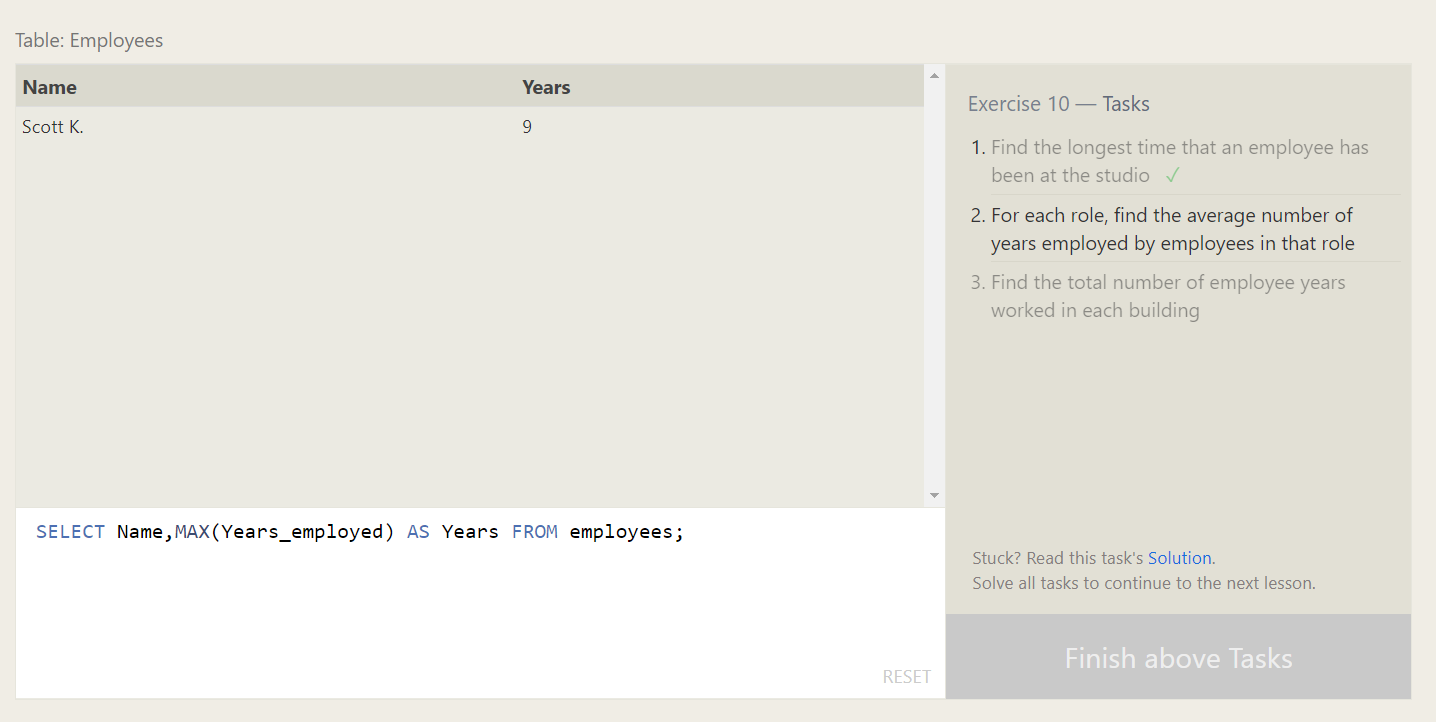 Table: Employees
Name Years
Scott K. 9
SELECT Name,MAX(Years_employed) AS Years FROM employees;
RESET
Exercise 10 — Tasks
1. Find the longest time that an employee has
been at the studio ✓
2. For each role, find the average number of
years employed by employees in that role
3. Find the total number of employee years
worked in each building
Stuck? Read this task's Solution.
Solve all tasks to continue to the next lesson.
Finish above Tasks